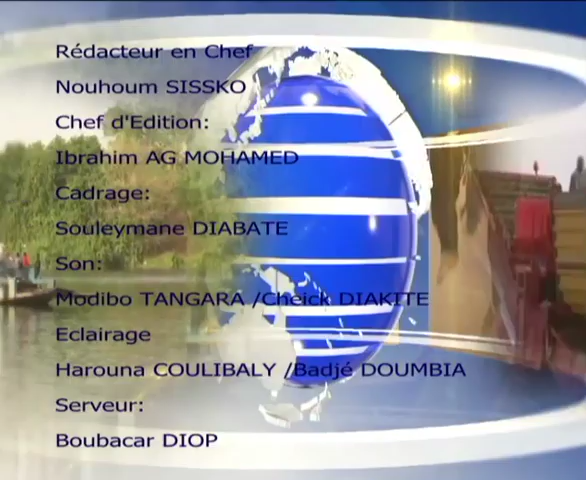 Rédacteur en Chef
Nouhoum SISSKO
Chef d'Edition:
Ibrahim AG MOHAMED
Cadrage:
Souleymane DIABATE
Son:
Modibo TANGARA /Cheick DIAKITE
Eclairage
Harouna COULIBALY /Badjé DOUMBIA
Serveur:
Boubacar DIOP